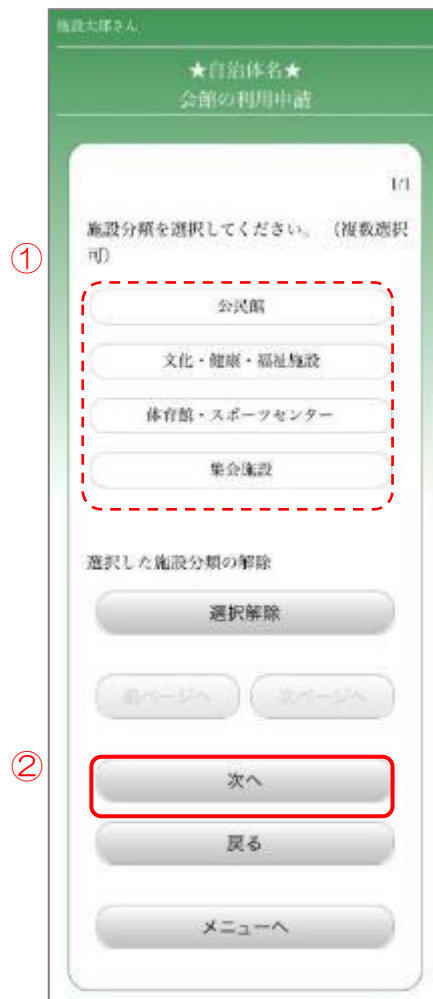 施設太郎さん
★自治体名★
会館の利用申請
1/1
施設分類を選択してください。（複数選択
可）
①
公民館
文化・健康・福祉施設
体育館・スポーツセンター
集会施設
選択した施設分類の解除
選択解除
前ページへ 次ページへ
②
次へ
戻る
メニューへ